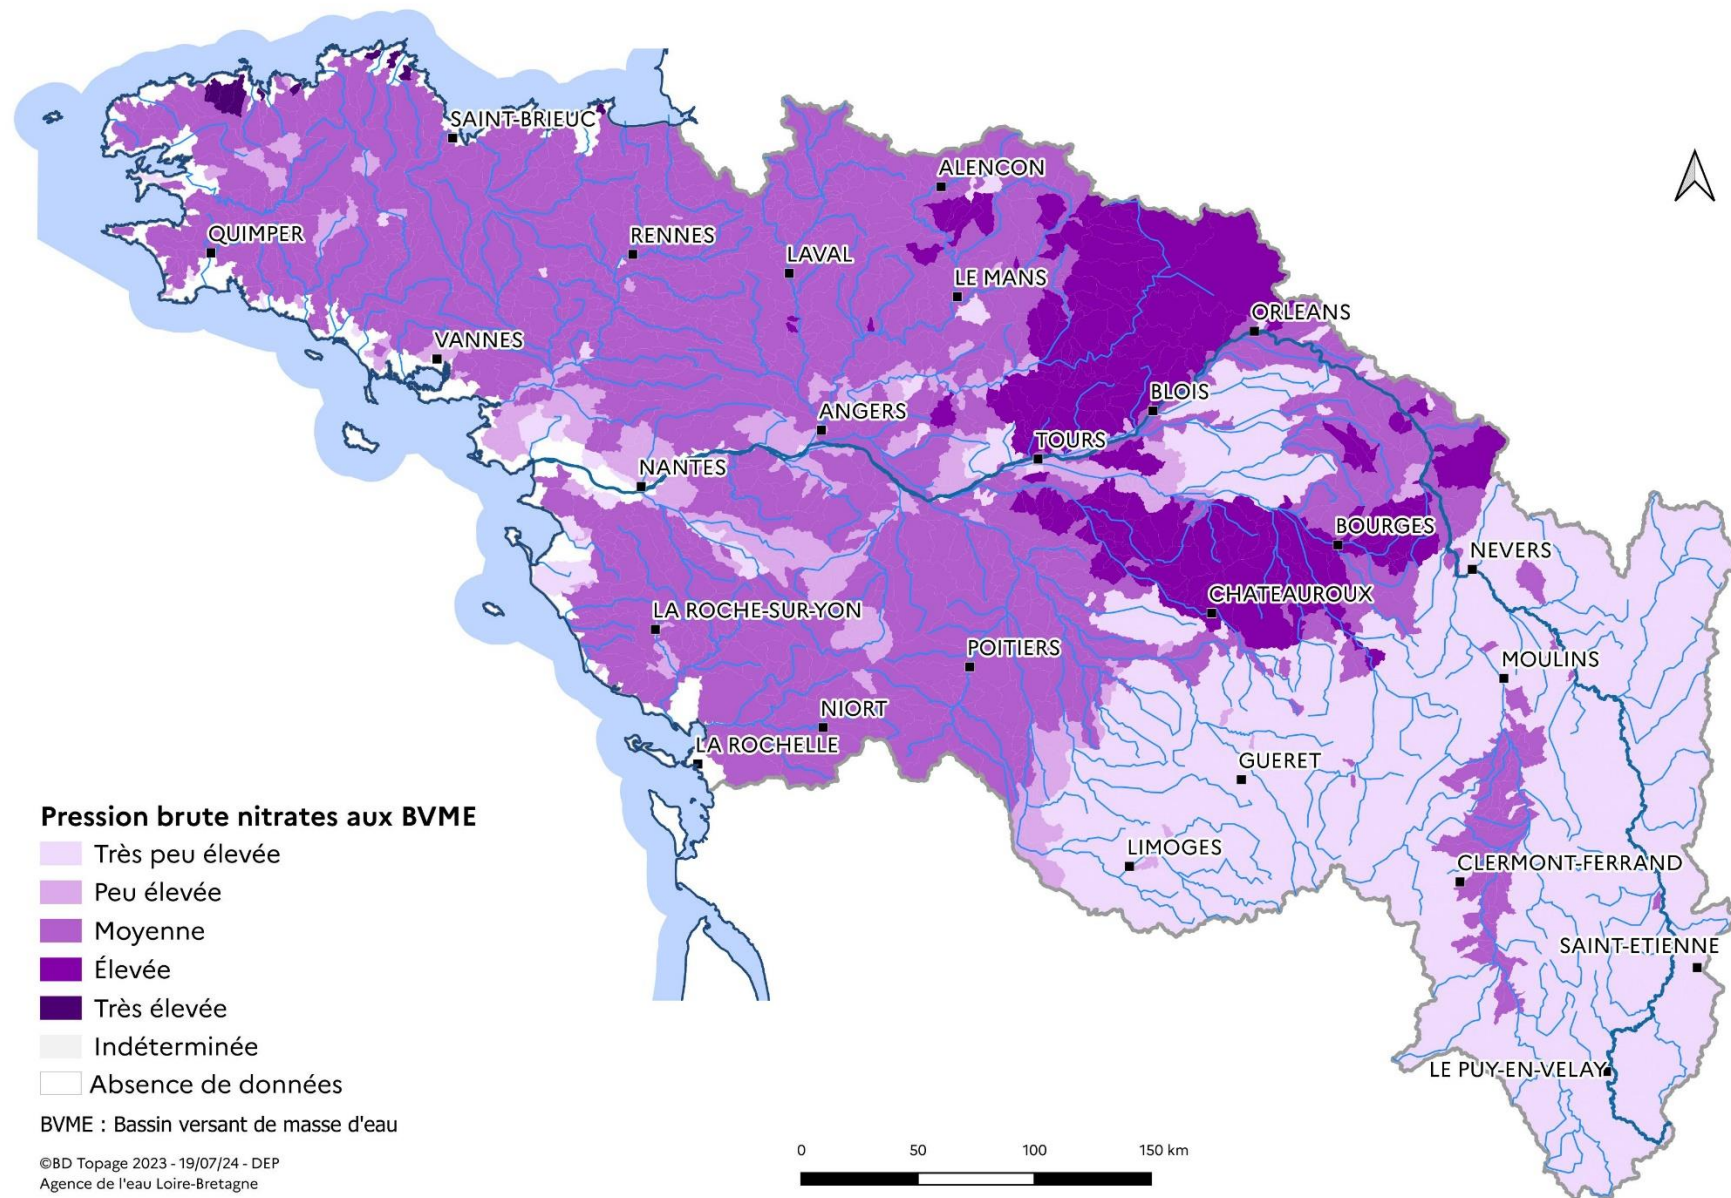 SAINT-BRIEUC
ALENCON
QUIMPER
RENNES
LAVAL
LE MANS
ORLEANS
VANNES
BLOIS
ANGERS
TOURS
NANTES
BOURGES
NEVERS
CHATEAUROUX
LA ROCHE-SUR-YON
POITIERS
MOULINS
NIORT
LA ROCHELLE
GUERET
LIMOGES
CLERMONT-FERRAND
SAINT-ETIENNE
LE PUY-EN-VELAY
Pression brute nitrates aux BVME
Très peu élevée
Peu élevée
Moyenne
Élevée
Très élevée
Indéterminée
Absence de données
BVME : Bassin versant de masse d'eau
©BD Topage 2023 - 19/07/24 - DEP
Agence de l'eau Loire-Bretagne
0 50 100 150 km